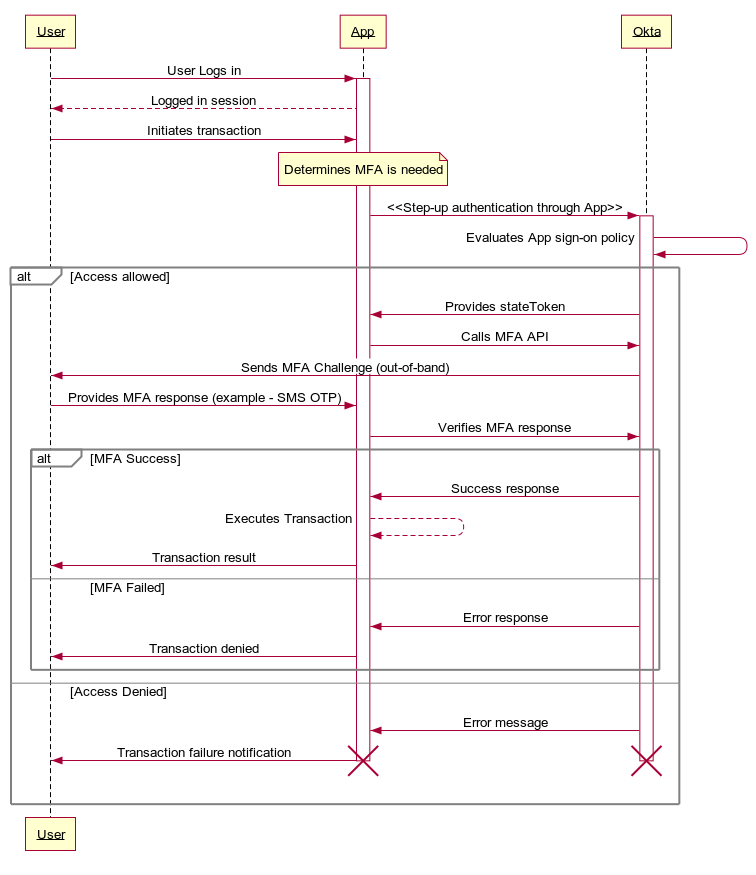 User
App
Okta
User Logs in
Logged in session
Initiates transaction
Determines MFA is needed
<<Step-up authentication through App>>
Evaluates App sign-on policy
alt
[Access allowed]
Provides stateToken
Calls MFA API
Sends MFA Challenge (out-of-band)
Provides MFA response (example - SMS OTP)
Verifies MFA response
alt
[MFA Success]
Success response
Executes Transaction
Transaction result
[MFA Failed]
Error response
Transaction denied
[Access Denied]
Error message
Transaction failure notification
User